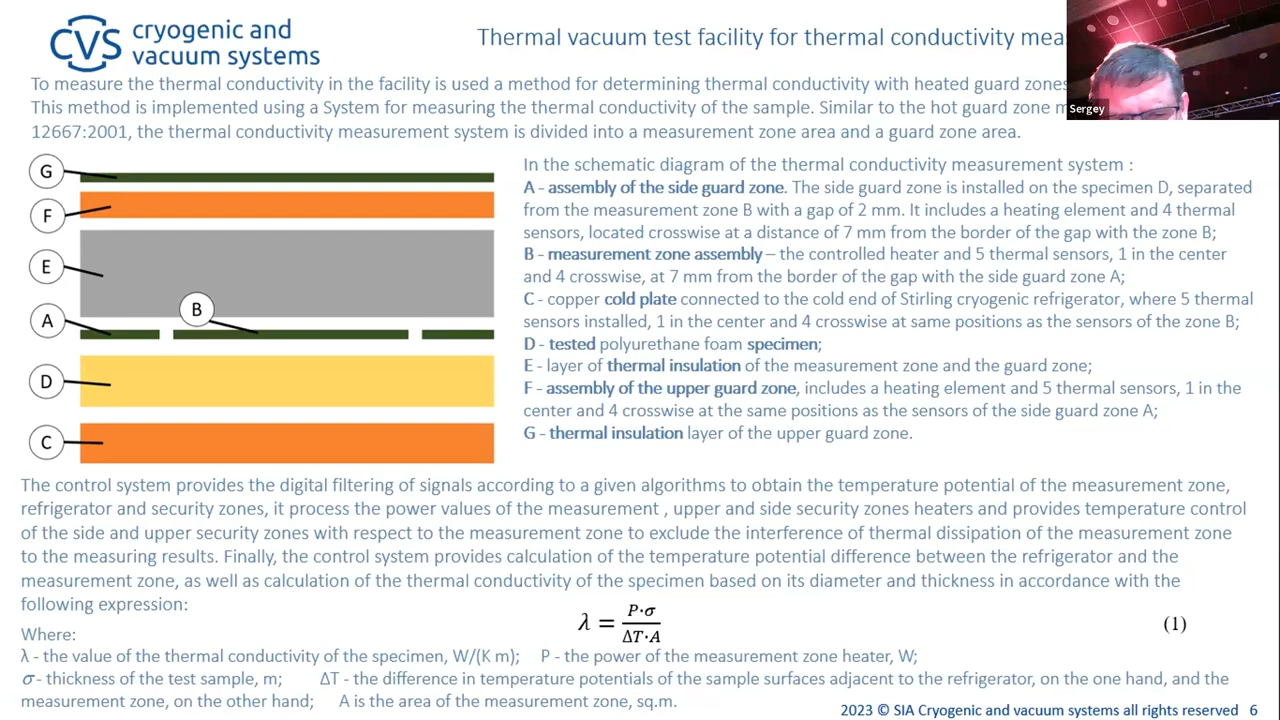 CVS cryogenic and
vacuum systems
Thermal vacuum test facility for thermal conductivity
Sergey
To measure the thermal conductivity in the facility is used a method for determining thermal conductivity with heated guard zones
This method is implemented using a System for measuring the thermal conductivity of the sample. Similar to the hot guard zone
12667:2001, the thermal conductivity measurement system is divided into a measurement zone area and a guard zone area.
G
F
E
B
A
D
C
In the schematic diagram of the thermal conductivity measurement system :
A - assembly of the side guard zone. The side guard zone is installed on the specimen D, separated
from the measurement zone B with a gap of 2 mm. It includes a heating element and 4 thermal
sensors, located crosswise at a distance of 7 mm from the border of the gap with the zone B;
B - measurement zone assembly – the controlled heater and 5 thermal sensors, 1 in the center
and 4 crosswise, at 7 mm from the border of the gap with the side guard zone A;
C - copper cold plate connected to the cold end of Stirling cryogenic refrigerator, where 5 thermal
sensors installed, 1 in the center and 4 crosswise at same positions as the sensors of the zone B;
D - tested polyurethane foam specimen;
E - layer of thermal insulation of the measurement zone and the guard zone;
F - assembly of the upper guard zone, includes a heating element and 5 thermal sensors, 1 in the
center and 4 crosswise at the same positions as the sensors of the side guard zone A;
G - thermal insulation layer of the upper guard zone.
The control system provides the digital filtering of signals according to a given algorithms to obtain the temperature potential of the measurement zone,
refrigerator and security zones, it process the power values of the measurement , upper and side security zones heaters and provides temperature control
of the side and upper security zones with respect to the measurement zone to exclude the interference of thermal dissipation of the measurement zone
to the measuring results. Finally, the control system provides calculation of the temperature potential difference between the refrigerator and the
measurement zone, as well as calculation of the thermal conductivity of the specimen based on its diameter and thickness in accordance with the
following expression:
λ = P·σ / ΔT·A (1)
Where:
λ - the value of the thermal conductivity of the specimen, W/(K m); P - the power of the measurement zone heater, W;
σ - thickness of the test sample, m; ΔT - the difference in temperature potentials of the sample surfaces adjacent to the refrigerator, on the one hand, and the
measurement zone, on the other hand; A is the area of the measurement zone, sq.m.
2023 © SIA Cryogenic and vacuum systems all rights reserved 6